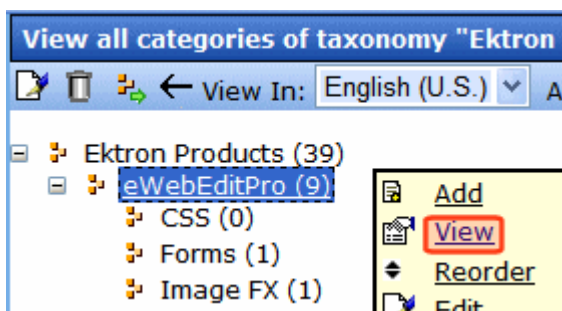 View all categories of taxonomy "Ektron
View In: English (U.S.) A
Ektron Products (39)
eWebEditPro (9)
CSS (0)
Forms (1)
Image FX (1)
Add
View
Reorder
Edit